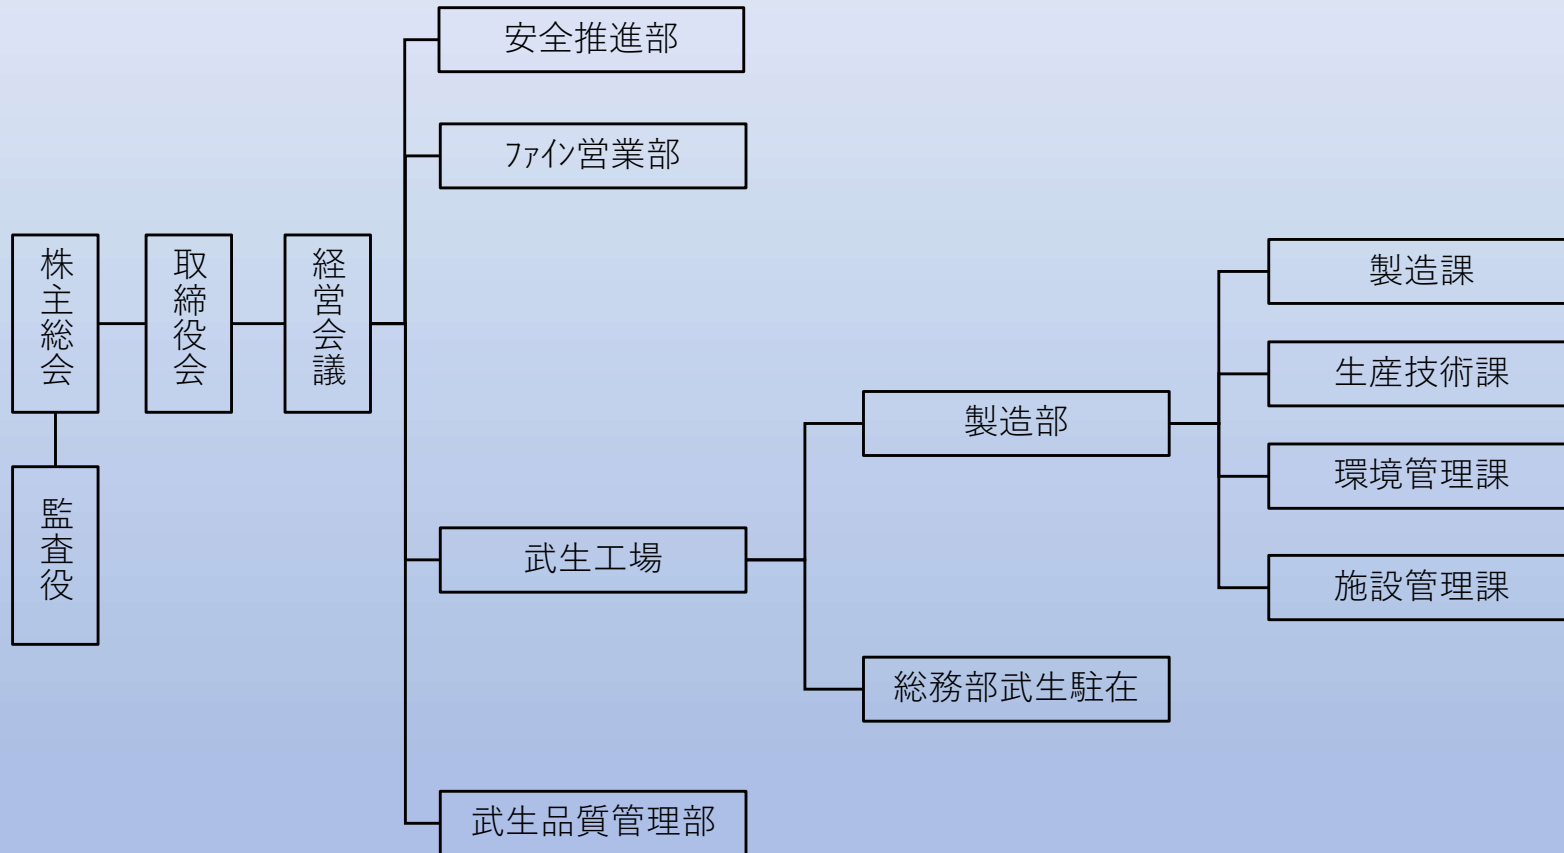 安全推進部
ﾌｧｲﾝ営業部
株主総会
取締役会
経営会議
監査役
武生工場
武生品質管理部
製造部
総務部武生駐在
製造課
生産技術課
環境管理課
施設管理課